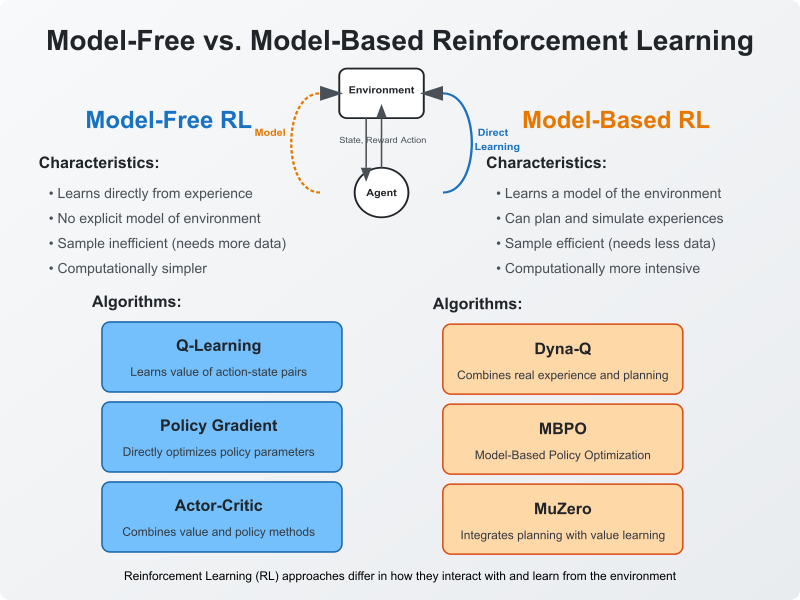 Model-Free vs. Model-Based Reinforcement Learning
Environment
Model-Free RL
Model
State, Reward Action
Direct
Learning
Agent
Model-Based RL
Characteristics:
• Learns directly from experience
• No explicit model of environment
• Sample inefficient (needs more data)
• Computationally simpler
Characteristics:
• Learns a model of the environment
• Can plan and simulate experiences
• Sample efficient (needs less data)
• Computationally more intensive
Algorithms:
Q-Learning
Learns value of action-state pairs
Policy Gradient
Directly optimizes policy parameters
Actor-Critic
Combines value and policy methods
Algorithms:
Dyna-Q
Combines real experience and planning
MBPO
Model-Based Policy Optimization
MuZero
Integrates planning with value learning
Reinforcement Learning (RL) approaches differ in how they interact with and learn from the environment